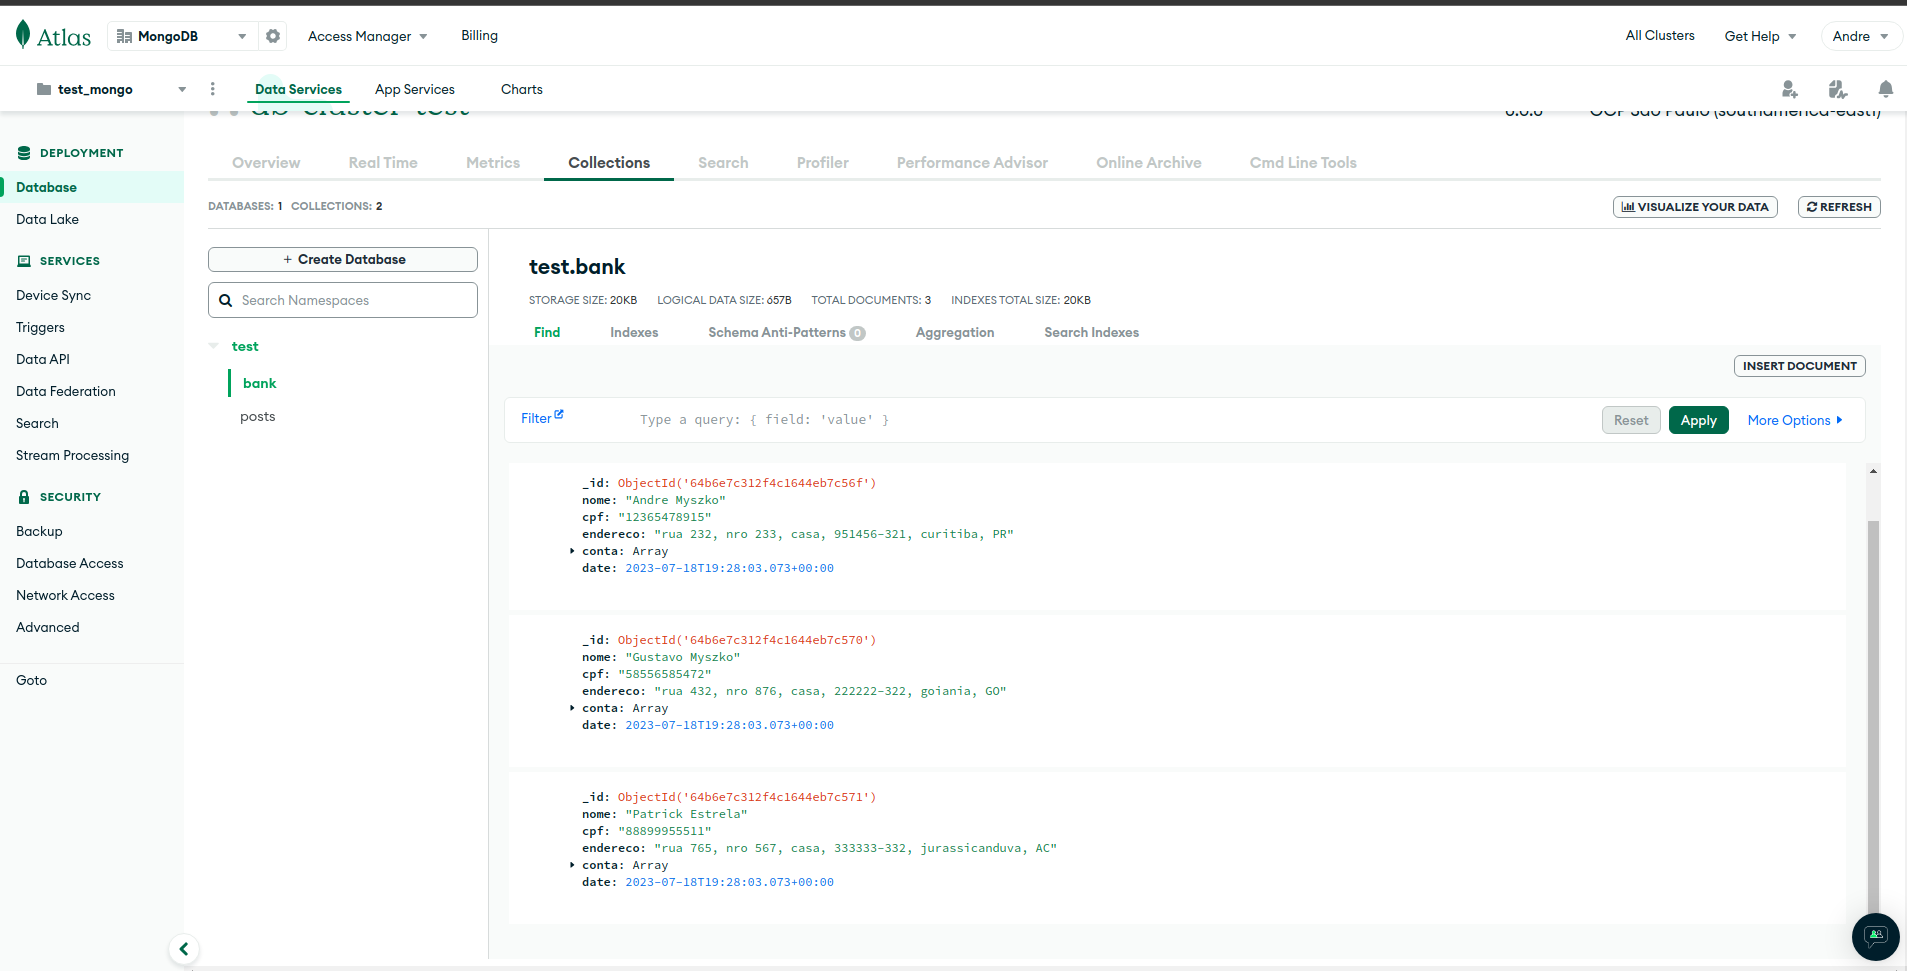 Atlas
MongoDB
Access Manager
Billing
All Clusters
Get Help
Andre
test_mongo
Data Services
App Services
Charts
db-cluster-test
GCP Sao Paulo (southamerica-east1)
DEPLOYMENT
Database
Data Lake
SERVICES
Device Sync
Triggers
Data API
Data Federation
Search
Stream Processing
SECURITY
Backup
Database Access
Network Access
Advanced
Goto
Overview
Real Time
Metrics
Collections
Search
Profiler
Performance Advisor
Online Archive
Cmd Line Tools
DATABASES: 1 COLLECTIONS: 2
VISUALIZE YOUR DATA
REFRESH
+ Create Database
Search Namespaces
test
bank
posts
test.bank
STORAGE SIZE: 20KB LOGICAL DATA SIZE: 657B TOTAL DOCUMENTS: 3 INDEXES TOTAL SIZE: 20KB
Find
Indexes
Schema Anti-Patterns 0
Aggregation
Search Indexes
INSERT DOCUMENT
Filter
Type a query: { field: 'value' }
Reset
Apply
More Options
_id: ObjectId('64b6e7c312f4c1644eb7c56f')
nome: "Andre Myszko"
cpf: "12365478915"
endereco: "rua 232, nro 233, casa, 951456-321, curitiba, PR"
conta: Array
date: 2023-07-18T19:28:03.073+00:00
_id: ObjectId('64b6e7c312f4c1644eb7c570')
nome: "Gustavo Myszko"
cpf: "58556585472"
endereco: "rua 432, nro 876, casa, 222222-322, goiania, GO"
conta: Array
date: 2023-07-18T19:28:03.073+00:00
_id: ObjectId('64b6e7c312f4c1644eb7c571')
nome: "Patrick Estrela"
cpf: "88899955511"
endereco: "rua 765, nro 567, casa, 333333-332, jurassicanduva, AC"
conta: Array
date: 2023-07-18T19:28:03.073+00:00